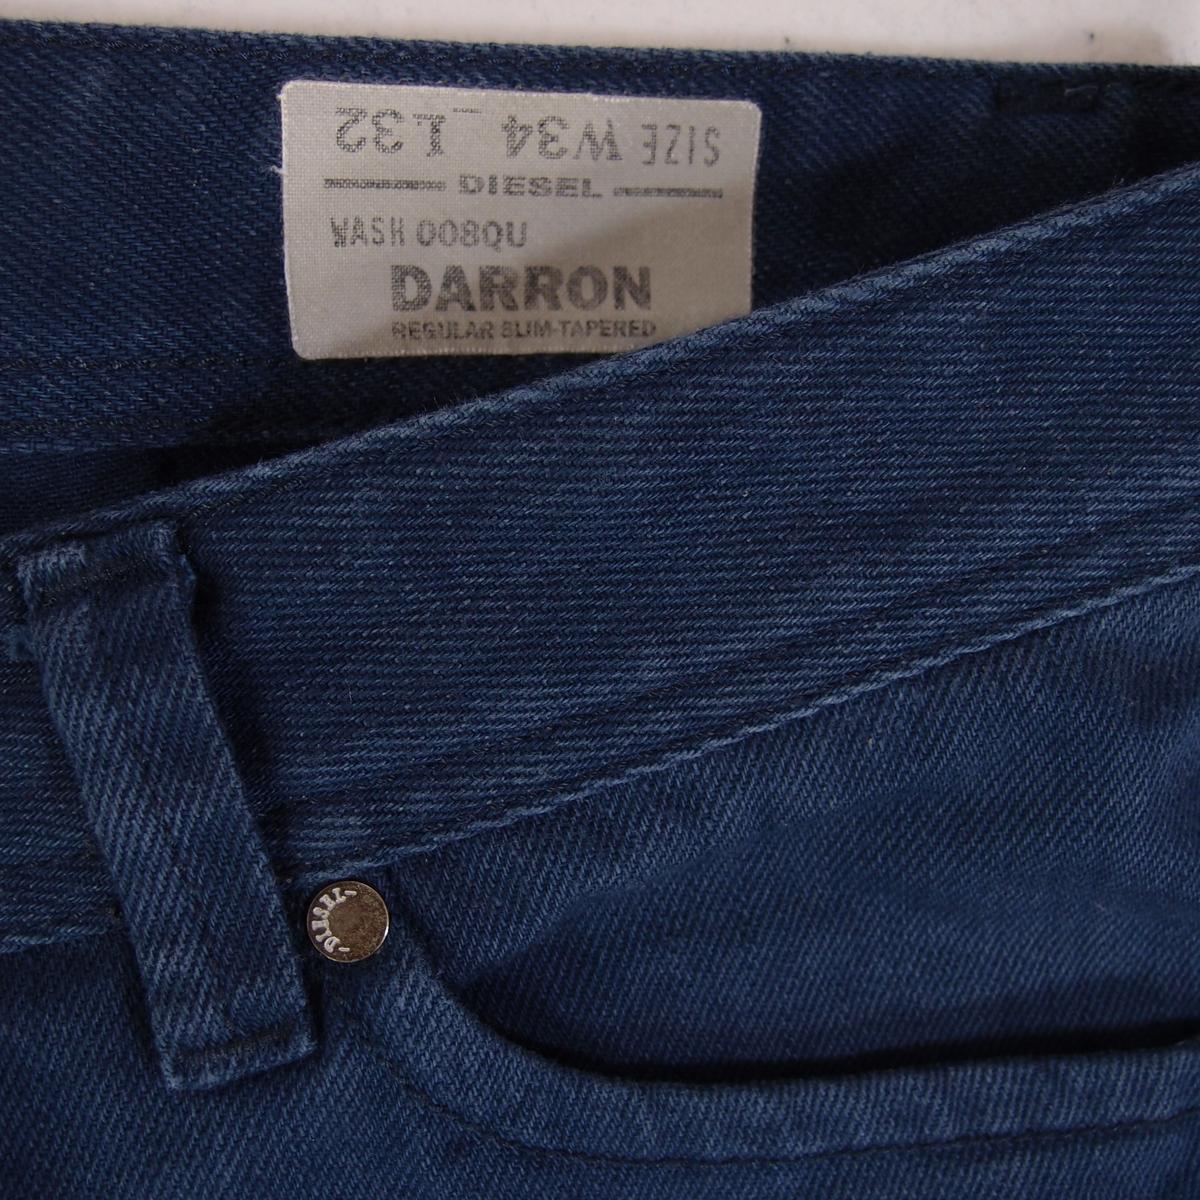 SIZE W34 L32
DIESEL
WASH 008QU
DARRON
REGULAR SLIM-TAPERED
DIESEL